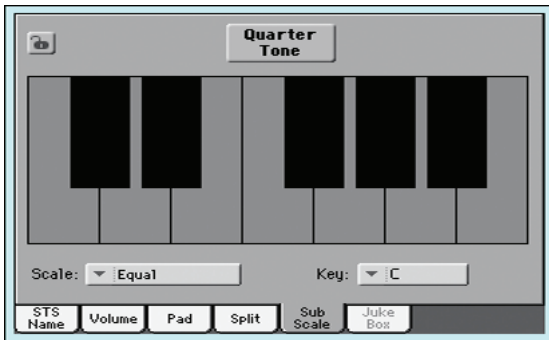 Quarter
Tone
Scale: Equal Key: C
STS
Name
Volume
Pad
Split
Sub
Scale
Juke
Box